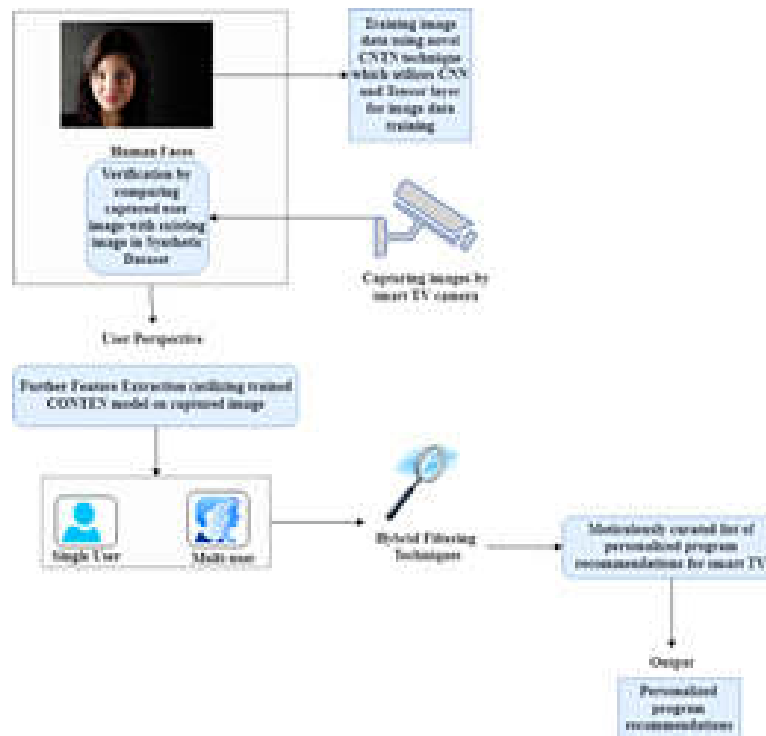 Training image
data using novel
CNTN technique
which utilizes CNN
and Tensor layer
for image data
training
Human Faces
Verification by
comparing
captured user
image with existing
image in Synthetic
Dataset
Capturing images by
smart TV camera
User Perspective
Further Feature Extraction (utilizing trained
CONTEN model on captured image
Single User
Multi-user
Hybrid Filtering
Techniques
Meticulously curated list of
personalized program
recommendations for smart TV
Output
Personalized
program
recommendations